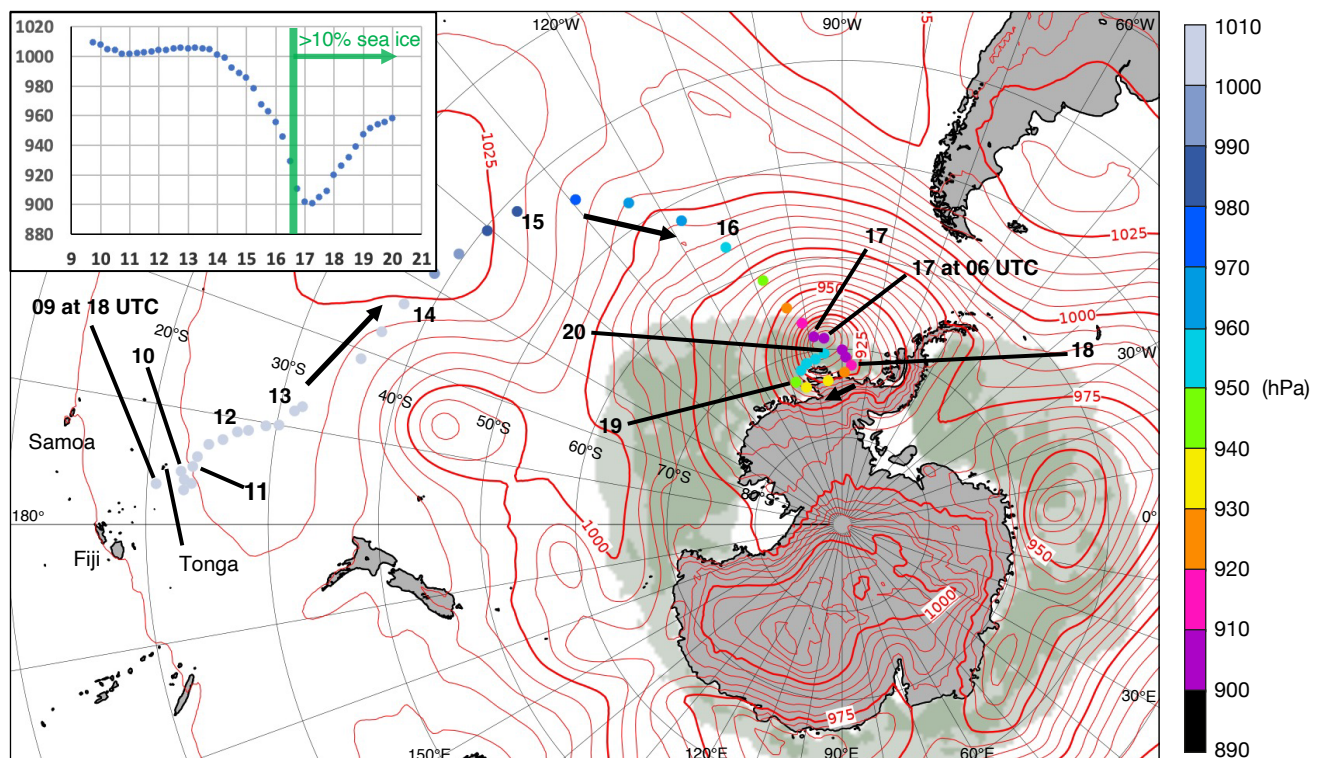 120°W
90°W
60°W
1010
1020
1000
980
960
940
920
900
880
>10% sea ice
9 10 11 12 13 14 15 16 17 18 19 20 21
1025
15
16
17
17 at 06 UTC
1025
1000
950
925
09 at 18 UTC
20°S
14
20
18
30°W
10
30°S
13
40°S
975
12
50°S
19
Samoa
60°S
70°S
80°S
11
180°
0°
Fiji
Tonga
1000
950
1000
30°E
975
150°E
120°E
90°E
60°E
1000
990
980
970
960
950
(hPa)
940
930
920
910
900
890